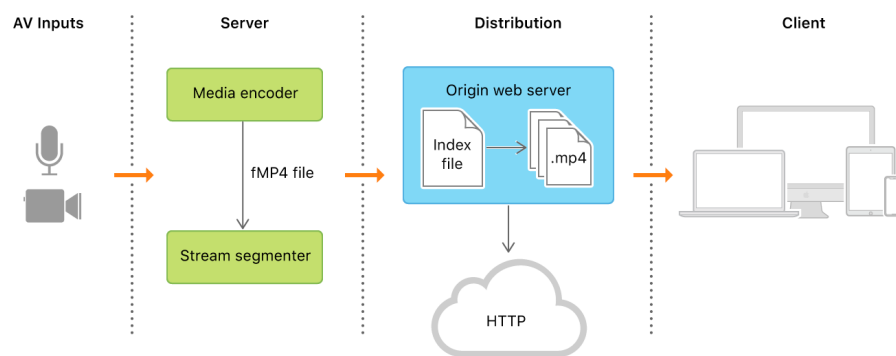 AV Inputs
Server
Distribution
Client
Media encoder
fMP4 file
Stream segmenter
Origin web server
Index
file
.mp4
HTTP